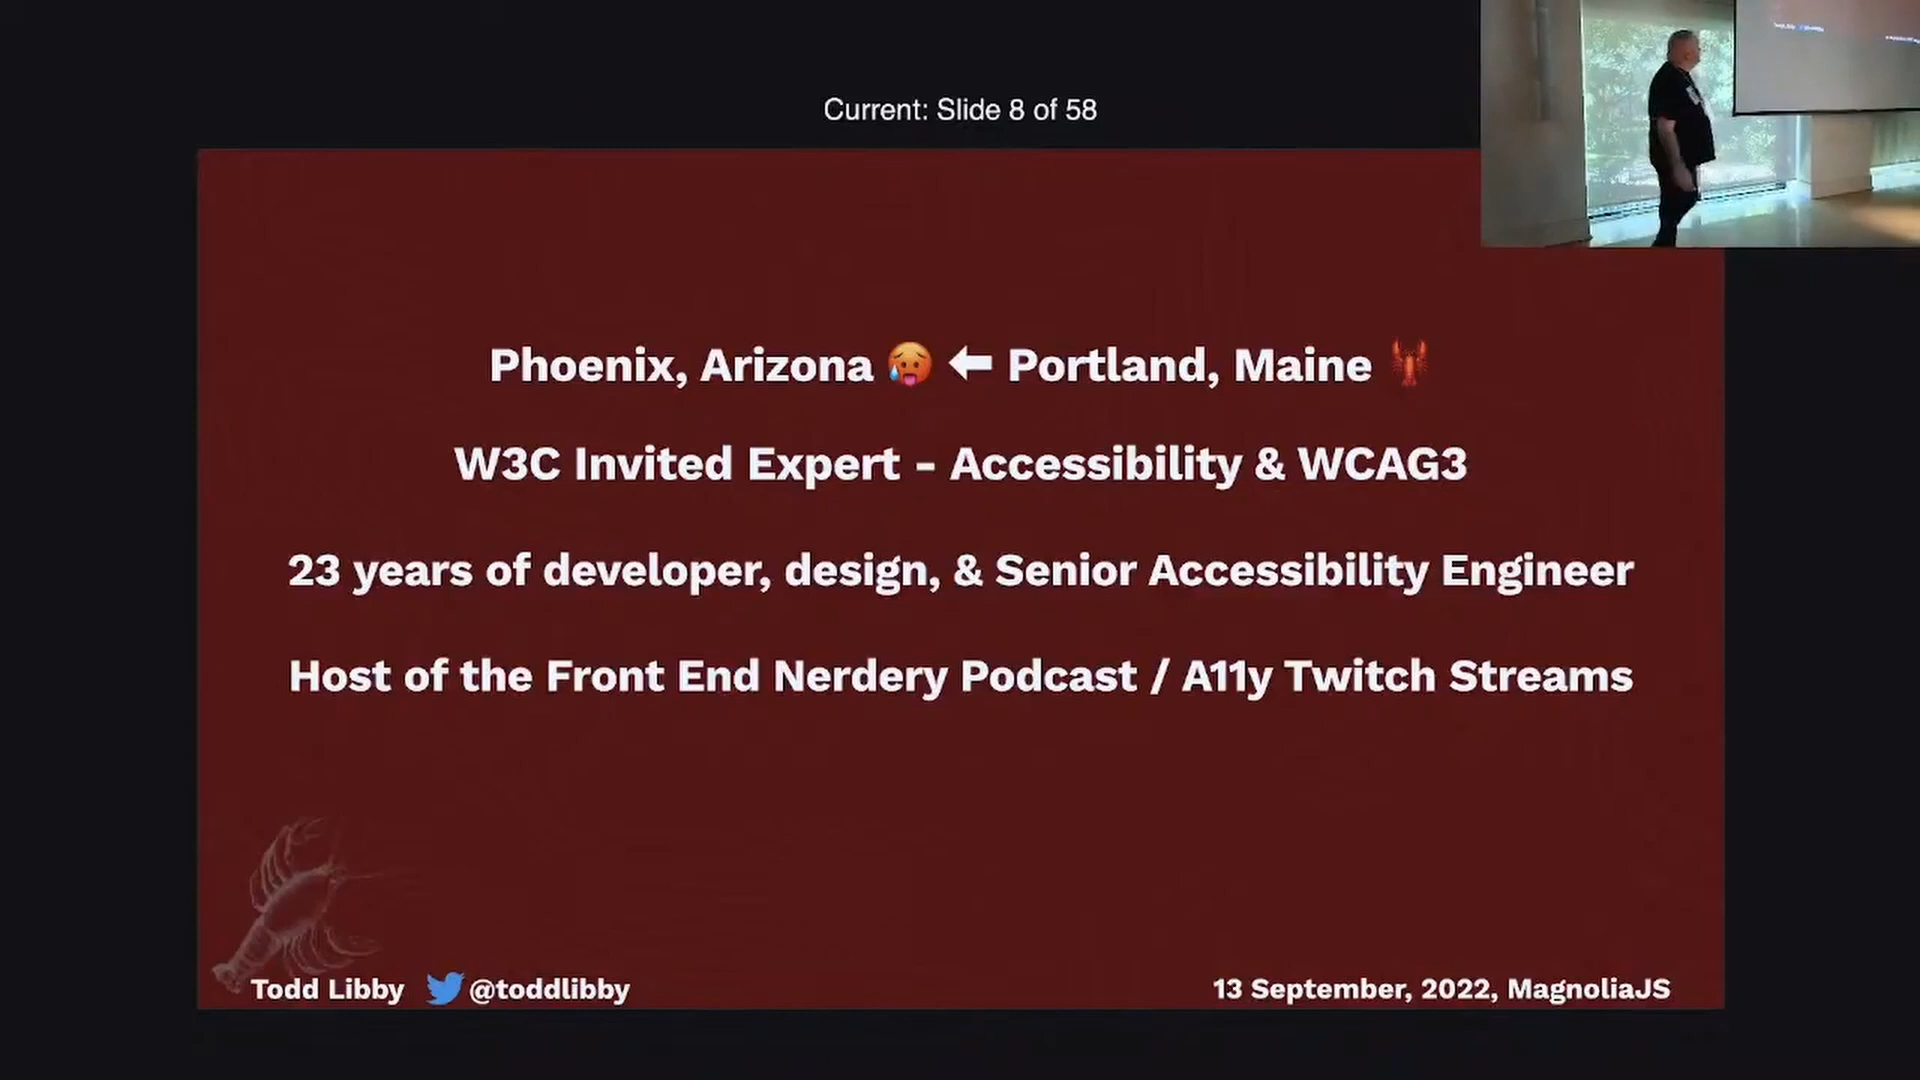 Current: Slide 8 of 58
Phoenix, Arizona 🥵 ⬅ Portland, Maine 🦞
W3C Invited Expert - Accessibility & WCAG3
23 years of developer, design, & Senior Accessibility Engineer
Host of the Front End Nerdery Podcast / A11y Twitch Streams
Todd Libby @toddlibby
13 September, 2022, MagnoliaJS